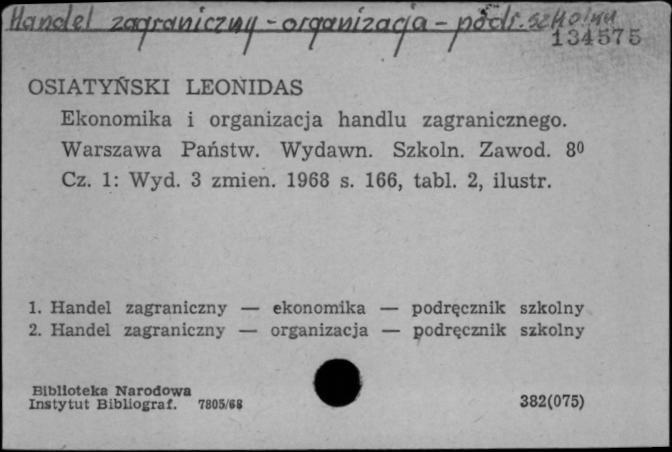 Handel zagraniczny - organizacja - podr. szkolny
134575
OSIATYŃSKI LEONIDAS
Ekonomika i organizacja handlu zagranicznego.
Warszawa Państw. Wydawn. Szkoln. Zawod. 8⁰
Cz. 1: Wyd. 3 zmien. 1968 s. 166, tabl. 2, ilustr.
1. Handel zagraniczny — ekonomika — podręcznik szkolny
2. Handel zagraniczny — organizacja — podręcznik szkolny
Biblioteka Narodowa
Instytut Bibliograf. 7805/68
382(075)